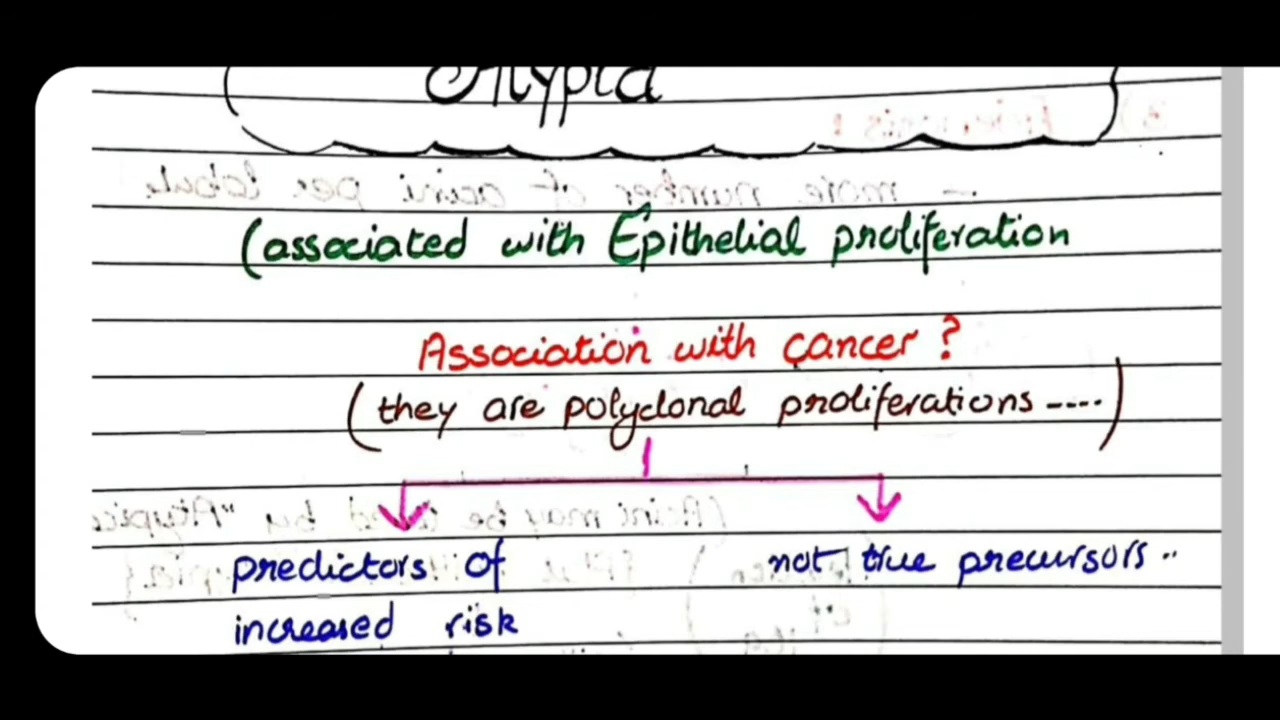 Atypia
(associated with Epithelial proliferation
Association with cancer ?
(they are polyclonal proliferations ----)
predictors of
not true precursors ..
increased risk